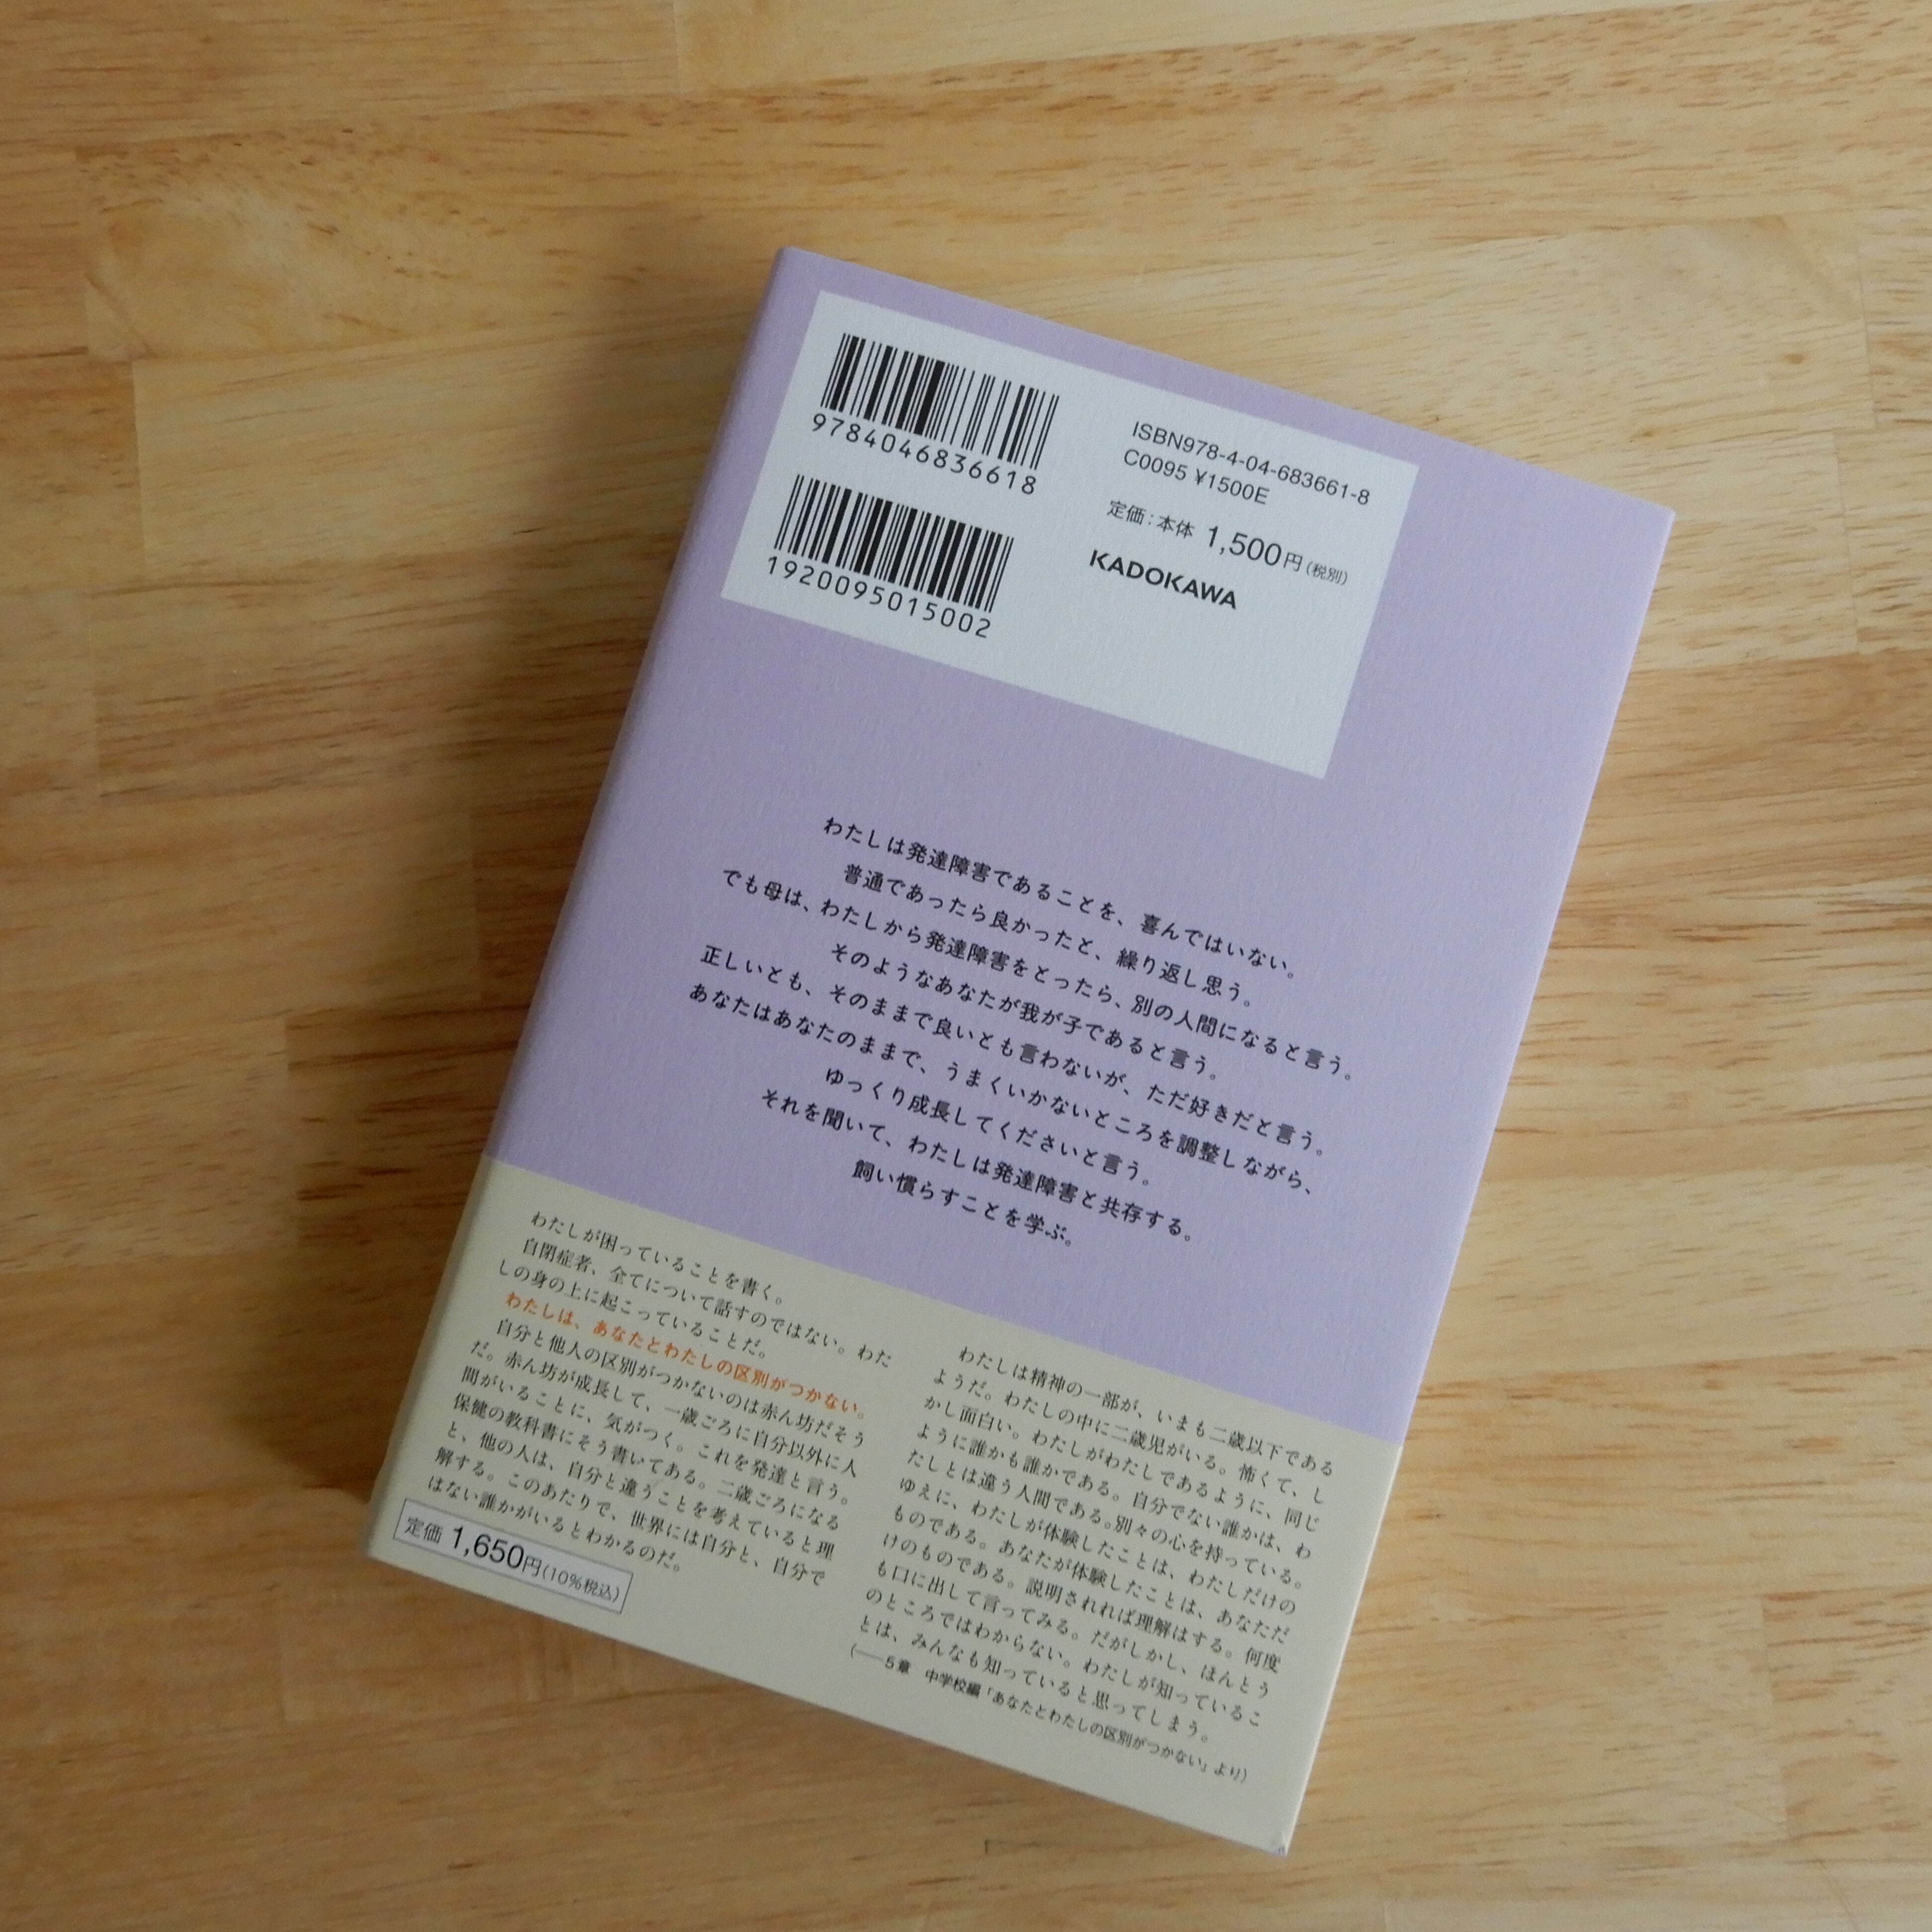 9784046836618
1920095015002
ISBN978-4-04-683661-8
C0095 ¥1500E
定価:本体 1,500円(税別)
KADOKAWA
わたしは発達障害であることを、喜んではいない。
普通であったら良かったと、繰り返し思う。
でも母は、わたしから発達障害をとったら、別の人間になると言う。
そのようなあなたが我が子であると言う。
正しいとも、そのままで良いとも言わないが、ただ好きだと言う。
あなたはあなたのままで、うまくいかないところを調整しながら、
ゆっくり成長してくださいと言う。
それを聞いて、わたしは発達障害と共存する。
飼い慣らすことを学ぶ。
わたしが困っていることを書く。
自閉症者、全てについて話すのではない。わた
しの身の上に起こっていることだ。
わたしは、あなたとわたしの区別がつかない。
自分と他人の区別がつかないのは赤ん坊だそう
だ。赤ん坊が成長して、一歳ごろに自分以外に人
間がいることに、気がつく。これを発達と言う。
保健の教科書にそう書いてある。二歳ごろになる
と、他の人は、自分と違うことを考えていると理
解する。このあたりで、世界には自分と、自分で
はない誰かがいるとわかるのだ。
定価 1,650円(10%税込)
わたしは精神の一部が、いまも二歳以下である
ようだ。わたしの中に二歳児がいる。怖くて、し
かし面白い。わたしがわたしであるように、同じ
ように誰かも誰かである。自分でない誰かは、わ
たしとは違う人間である。別々の心を持っている。
ゆえに、わたしが体験したことは、わたしだけの
ものである。あなたが体験したことは、あなただ
けのものである。説明されれば理解はする。何度
も口に出して言ってみる。だがしかし、ほんとう
のところではわからない。わたしが知っているこ
とは、みんなも知っていると思ってしまう。
(──5章 中学校編「あなたとわたしの区別がつかない」より)